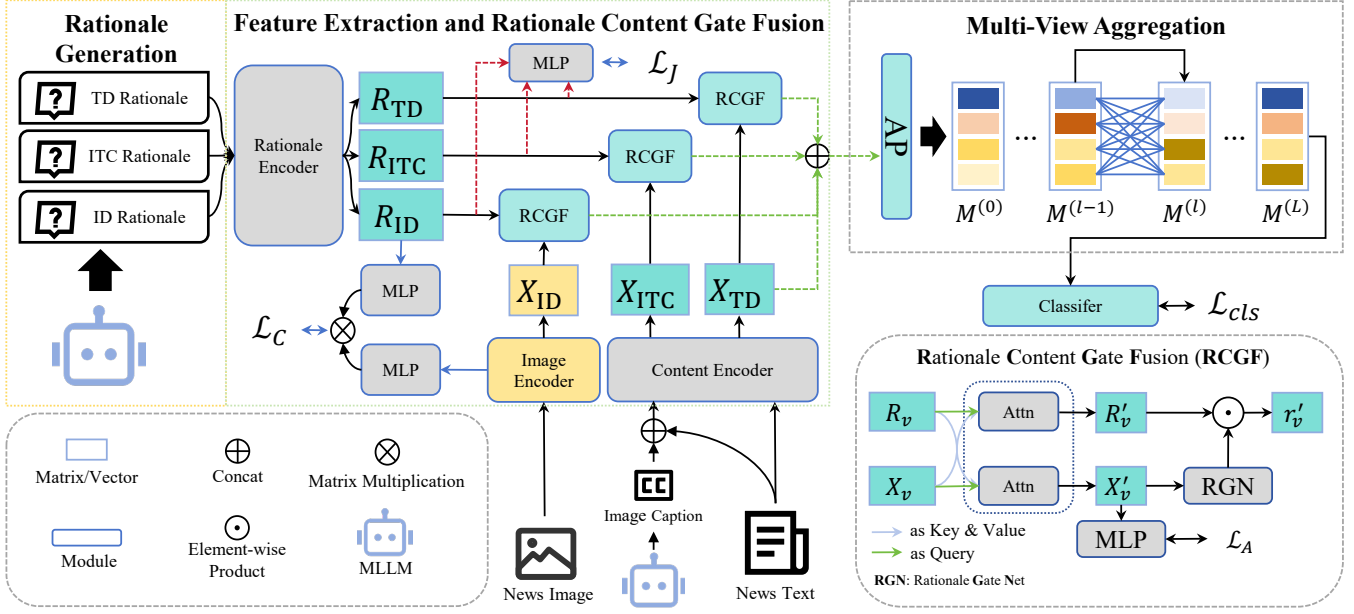 Rationale
Generation
TD Rationale
ITC Rationale
ID Rationale
Feature Extraction and Rationale Content Gate Fusion
Rationale
Encoder
R_TD
R_ITC
R_ID
MLP
ℒ_J
RCGF
RCGF
RCGF
MLP
ℒ_C
MLP
X_ID
X_ITC
X_TD
Image
Encoder
Content Encoder
Multi-View Aggregation
AP
...
...
M^(0)
M^(l−1)
M^(l)
M^(L)
Classifer
ℒ_cls
Matrix/Vector
Concat
Matrix Multiplication
Module
Element-wise
Product
MLLM
CC
Image Caption
News Image
News Text
Rationale Content Gate Fusion (RCGF)
R_v
Attn
R′_v
r′_v
X_v
Attn
X′_v
RGN
as Key & Value
as Query
MLP
ℒ_A
RGN: Rationale Gate Net